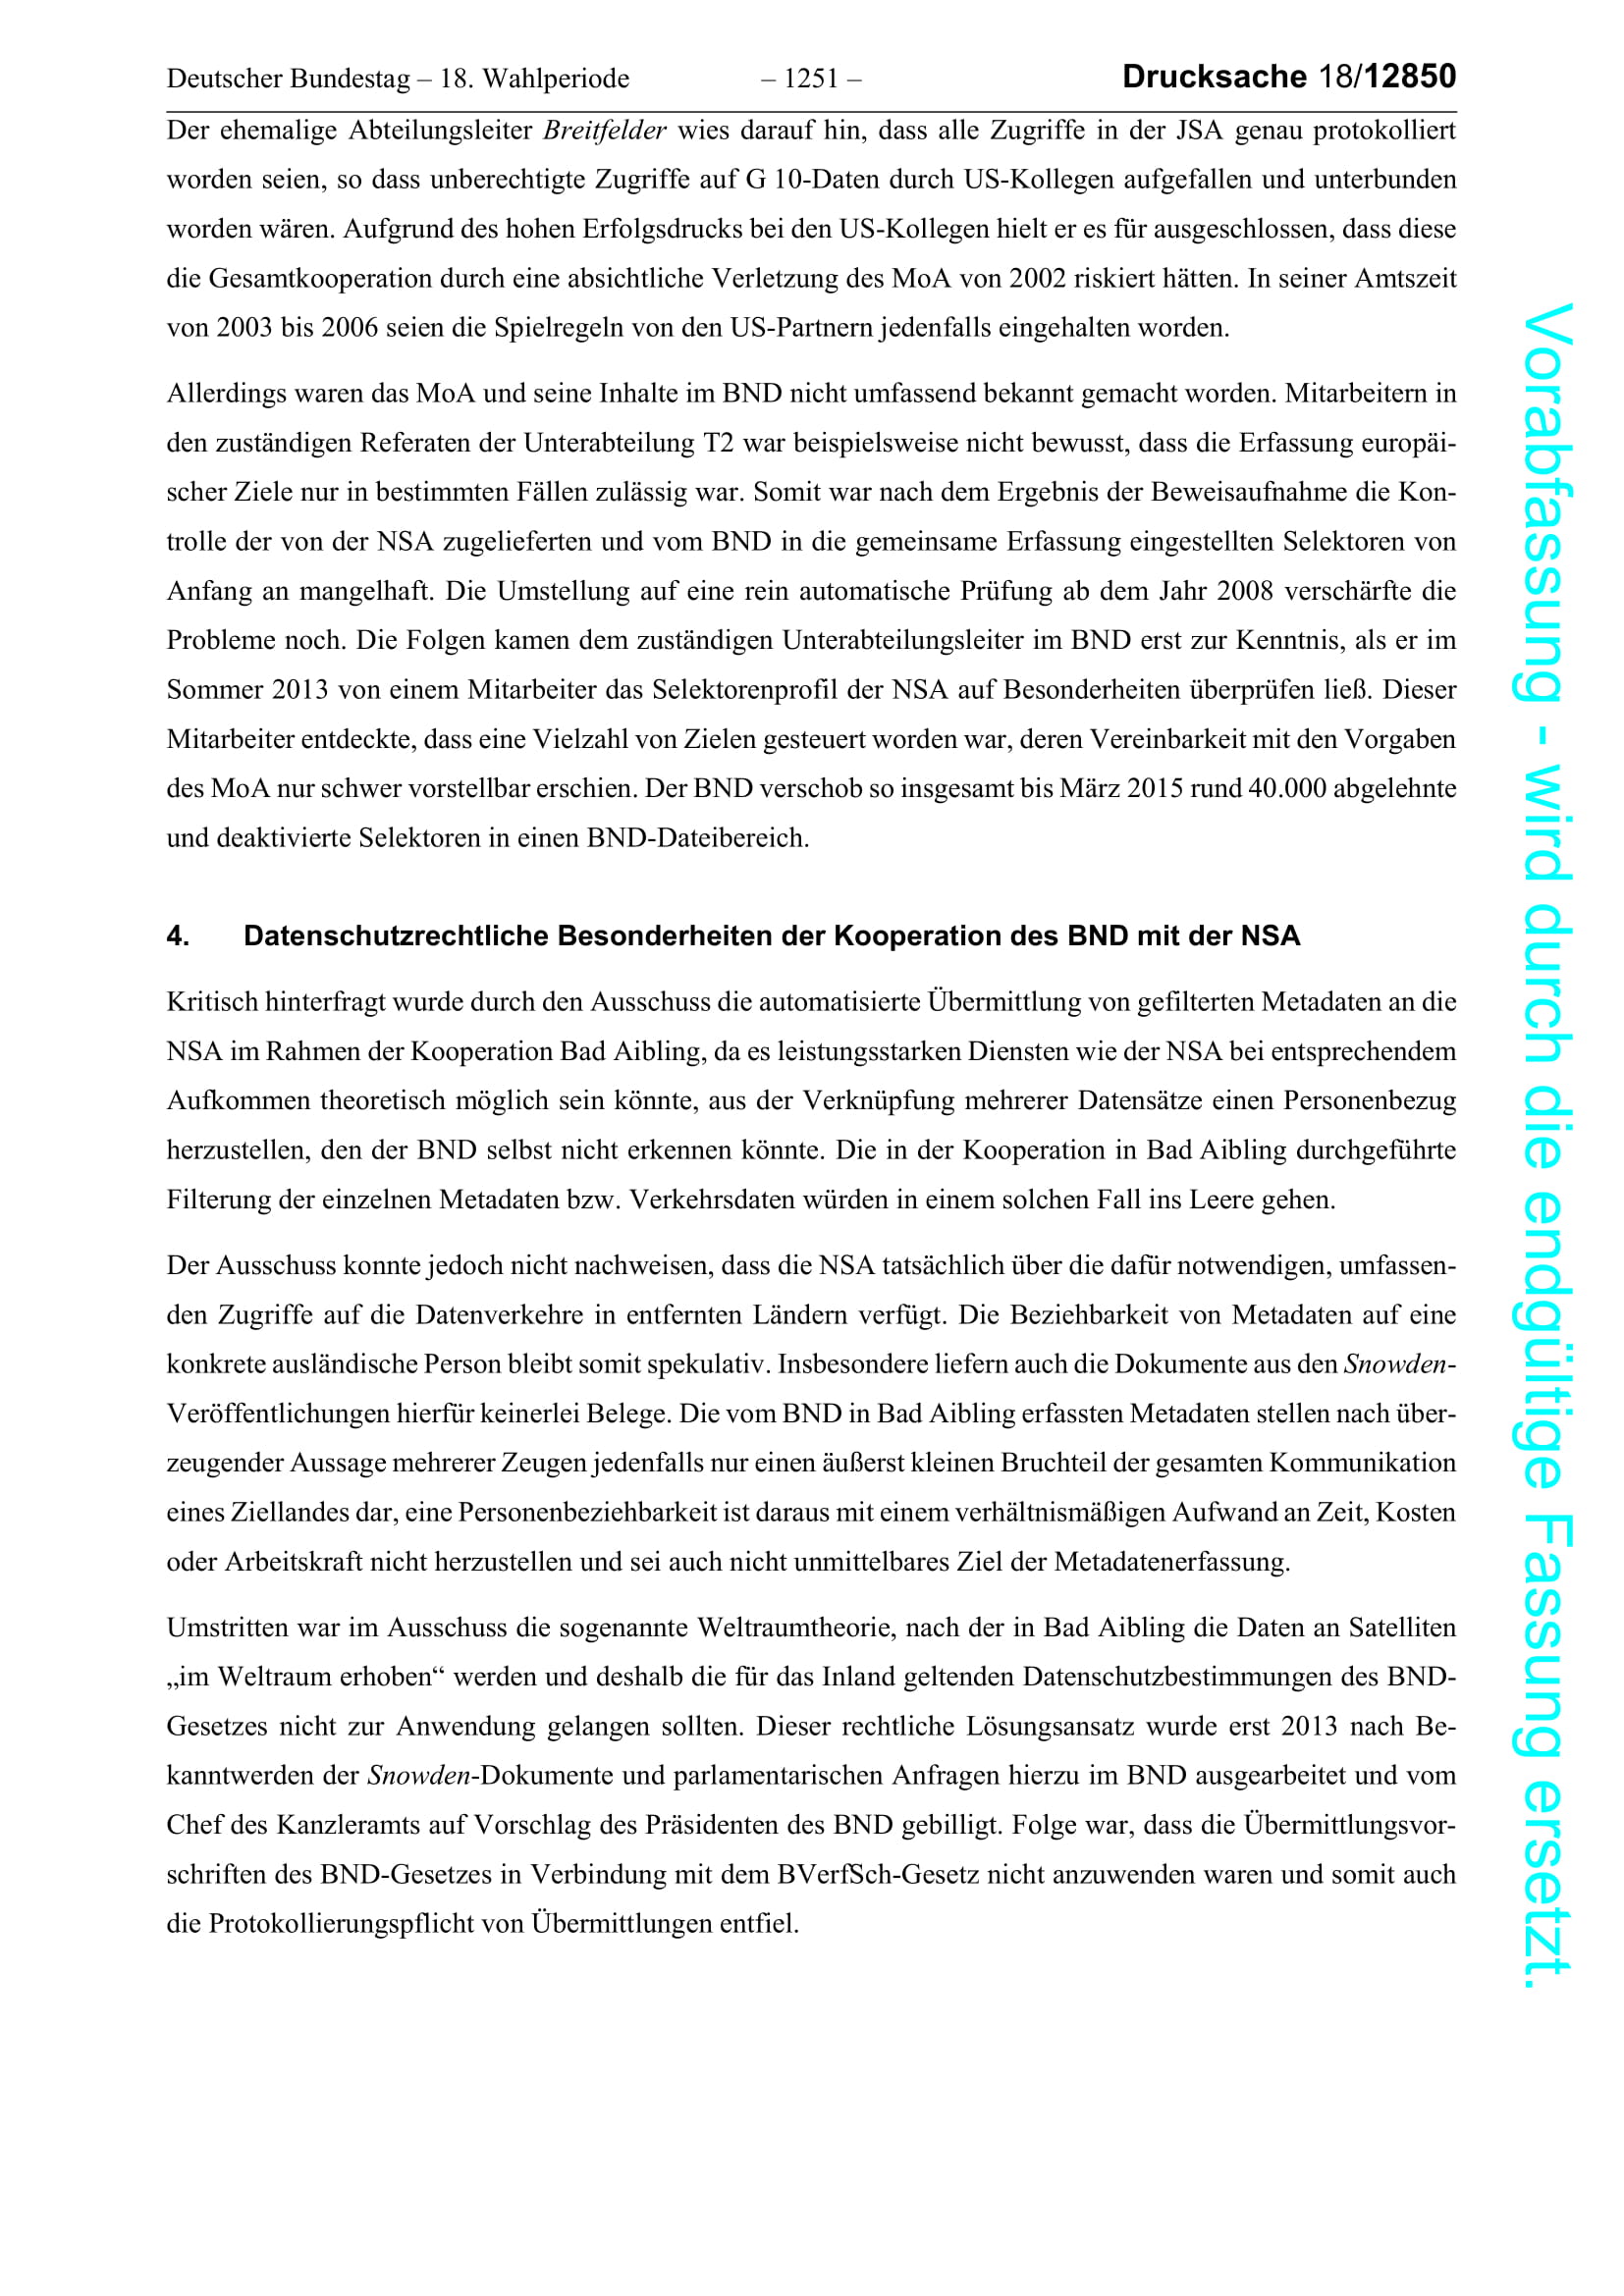 Deutscher Bundestag – 18. Wahlperiode – 1251 – Drucksache 18/12850
Der ehemalige Abteilungsleiter Breitfelder wies darauf hin, dass alle Zugriffe in der JSA genau protokolliert
worden seien, so dass unberechtigte Zugriffe auf G 10-Daten durch US-Kollegen aufgefallen und unterbunden
worden wären. Aufgrund des hohen Erfolgsdrucks bei den US-Kollegen hielt er es für ausgeschlossen, dass diese
die Gesamtkooperation durch eine absichtliche Verletzung des MoA von 2002 riskiert hätten. In seiner Amtszeit
von 2003 bis 2006 seien die Spielregeln von den US-Partnern jedenfalls eingehalten worden.
Allerdings waren das MoA und seine Inhalte im BND nicht umfassend bekannt gemacht worden. Mitarbeitern in
den zuständigen Referaten der Unterabteilung T2 war beispielsweise nicht bewusst, dass die Erfassung europäi-
scher Ziele nur in bestimmten Fällen zulässig war. Somit war nach dem Ergebnis der Beweisaufnahme die Kon-
trolle der von der NSA zugelieferten und vom BND in die gemeinsame Erfassung eingestellten Selektoren von
Anfang an mangelhaft. Die Umstellung auf eine rein automatische Prüfung ab dem Jahr 2008 verschärfte die
Probleme noch. Die Folgen kamen dem zuständigen Unterabteilungsleiter im BND erst zur Kenntnis, als er im
Sommer 2013 von einem Mitarbeiter das Selektorenprofil der NSA auf Besonderheiten überprüfen ließ. Dieser
Mitarbeiter entdeckte, dass eine Vielzahl von Zielen gesteuert worden war, deren Vereinbarkeit mit den Vorgaben
des MoA nur schwer vorstellbar erschien. Der BND verschob so insgesamt bis März 2015 rund 40.000 abgelehnte
und deaktivierte Selektoren in einen BND-Dateibereich.
4. Datenschutzrechtliche Besonderheiten der Kooperation des BND mit der NSA
Kritisch hinterfragt wurde durch den Ausschuss die automatisierte Übermittlung von gefilterten Metadaten an die
NSA im Rahmen der Kooperation Bad Aibling, da es leistungsstarken Diensten wie der NSA bei entsprechendem
Aufkommen theoretisch möglich sein könnte, aus der Verknüpfung mehrerer Datensätze einen Personenbezug
herzustellen, den der BND selbst nicht erkennen könnte. Die in der Kooperation in Bad Aibling durchgeführte
Filterung der einzelnen Metadaten bzw. Verkehrsdaten würden in einem solchen Fall ins Leere gehen.
Der Ausschuss konnte jedoch nicht nachweisen, dass die NSA tatsächlich über die dafür notwendigen, umfassen-
den Zugriffe auf die Datenverkehre in entfernten Ländern verfügt. Die Beziehbarkeit von Metadaten auf eine
konkrete ausländische Person bleibt somit spekulativ. Insbesondere liefern auch die Dokumente aus den Snowden-
Veröffentlichungen hierfür keinerlei Belege. Die vom BND in Bad Aibling erfassten Metadaten stellen nach über-
zeugender Aussage mehrerer Zeugen jedenfalls nur einen äußerst kleinen Bruchteil der gesamten Kommunikation
eines Ziellandes dar, eine Personenbeziehbarkeit ist daraus mit einem verhältnismäßigen Aufwand an Zeit, Kosten
oder Arbeitskraft nicht herzustellen und sei auch nicht unmittelbares Ziel der Metadatenerfassung.
Umstritten war im Ausschuss die sogenannte Weltraumtheorie, nach der in Bad Aibling die Daten an Satelliten
„im Weltraum erhoben“ werden und deshalb die für das Inland geltenden Datenschutzbestimmungen des BND-
Gesetzes nicht zur Anwendung gelangen sollten. Dieser rechtliche Lösungsansatz wurde erst 2013 nach Be-
kanntwerden der Snowden-Dokumente und parlamentarischen Anfragen hierzu im BND ausgearbeitet und vom
Chef des Kanzleramts auf Vorschlag des Präsidenten des BND gebilligt. Folge war, dass die Übermittlungsvor-
schriften des BND-Gesetzes in Verbindung mit dem BVerfSch-Gesetz nicht anzuwenden waren und somit auch
die Protokollierungspflicht von Übermittlungen entfiel.
Vorabfassung - wird durch die endgültige Fassung ersetzt.